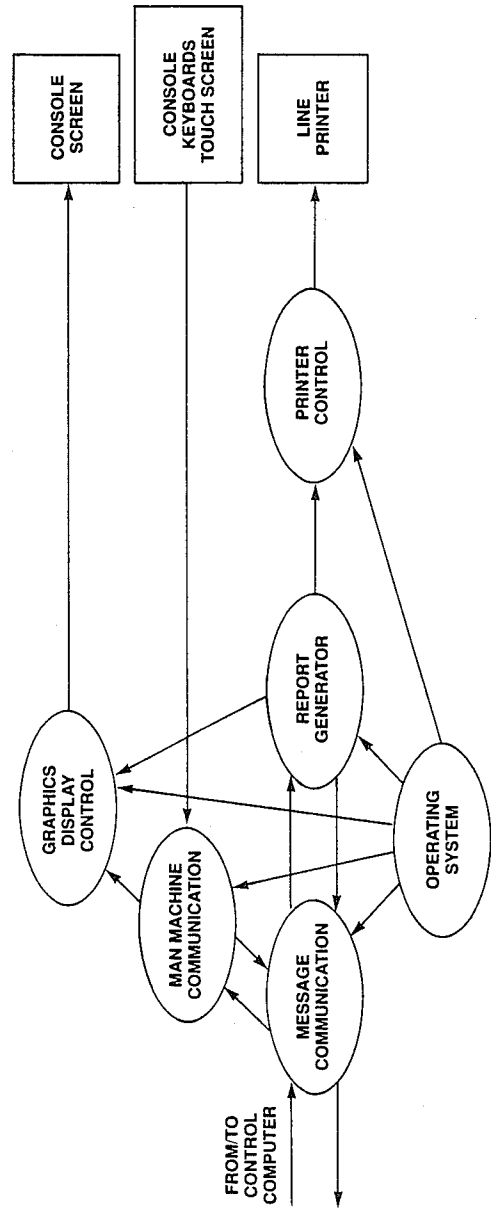 CONSOLE
SCREEN
CONSOLE
KEYBOARDS
TOUCH SCREEN
LINE
PRINTER
GRAPHICS
DISPLAY
CONTROL
MAN MACHINE
COMMUNICATION
MESSAGE
COMMUNICATION
REPORT
GENERATOR
PRINTER
CONTROL
OPERATING
SYSTEM
FROM/TO
CONTROL
COMPUTER